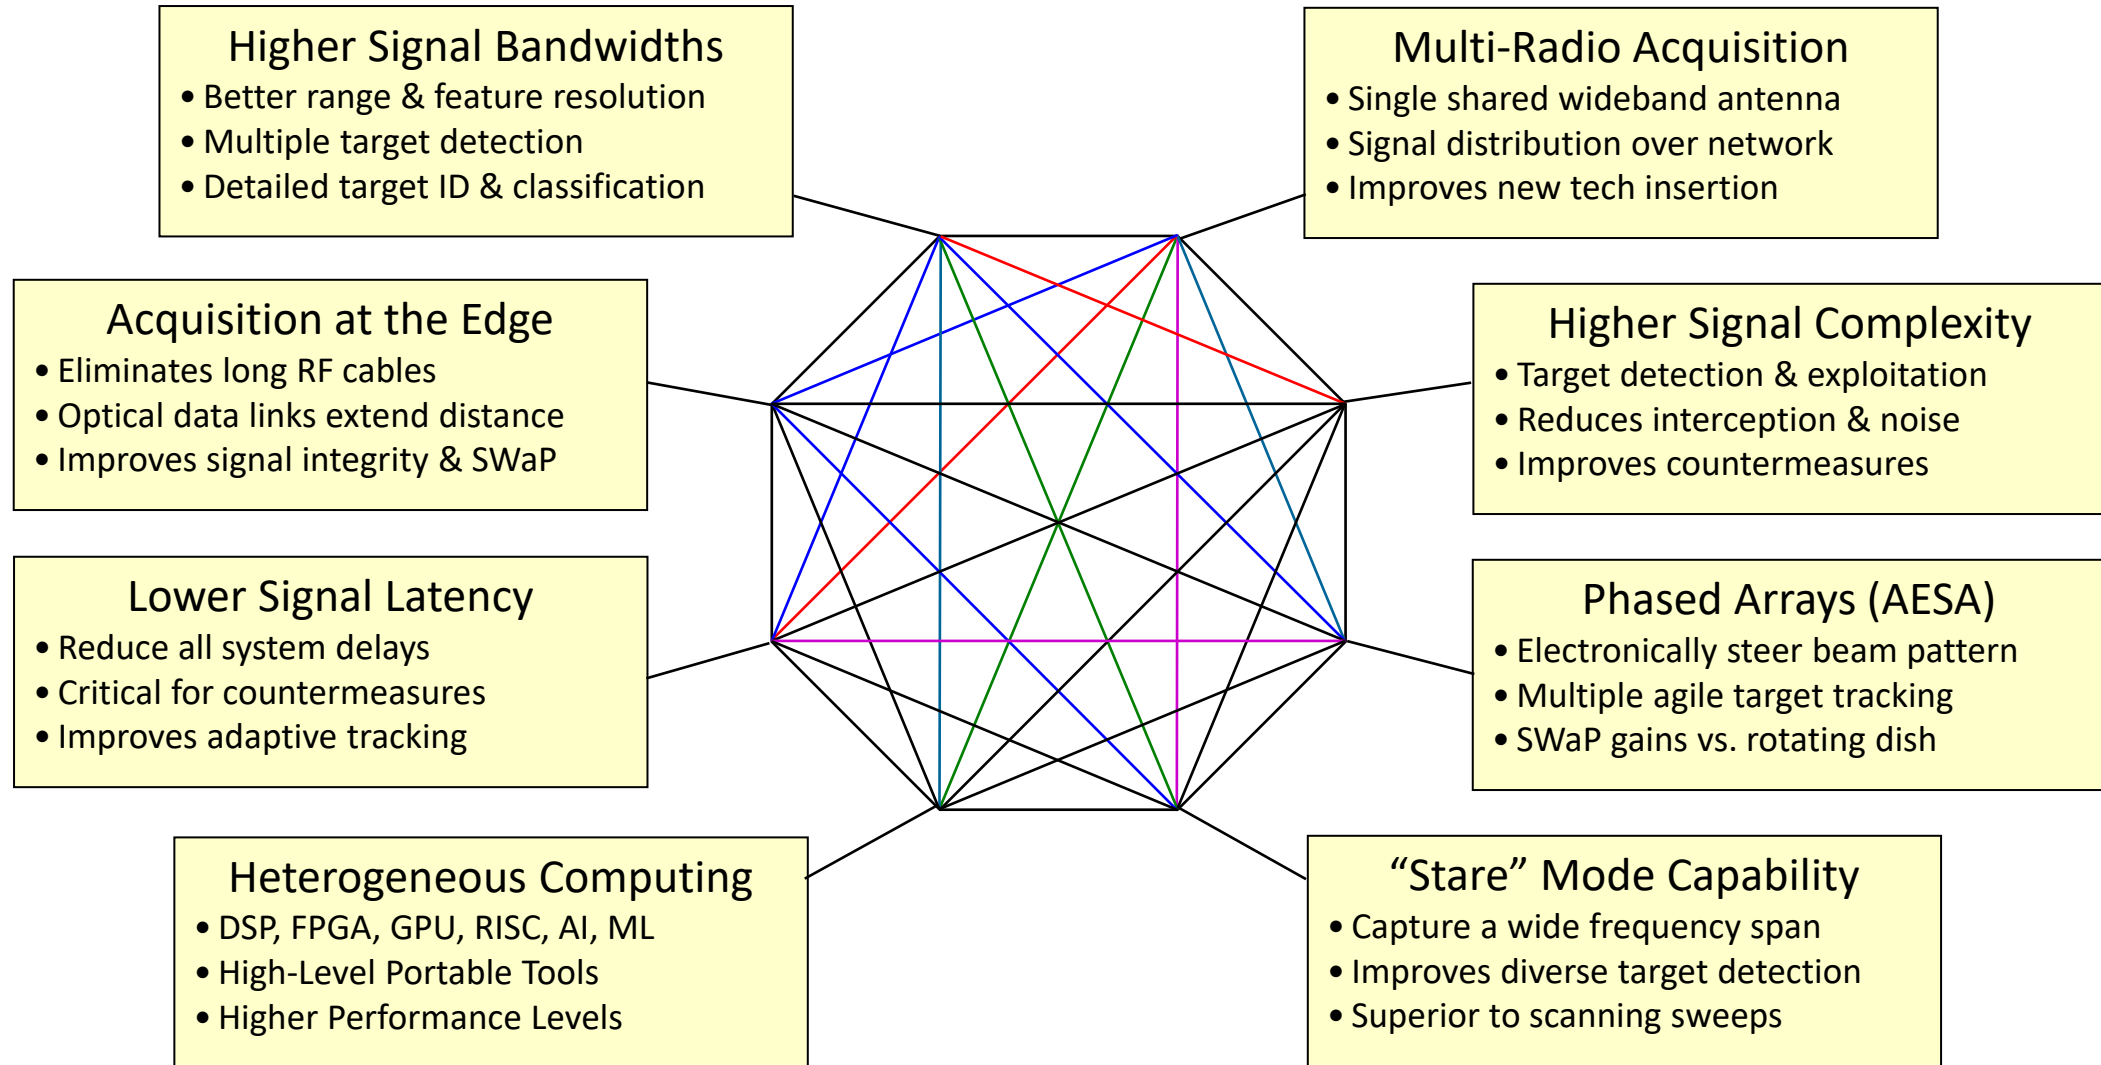 Higher Signal Bandwidths
• Better range & feature resolution
• Multiple target detection
• Detailed target ID & classification
Multi-Radio Acquisition
• Single shared wideband antenna
• Signal distribution over network
• Improves new tech insertion
Acquisition at the Edge
• Eliminates long RF cables
• Optical data links extend distance
• Improves signal integrity & SWaP
Higher Signal Complexity
• Target detection & exploitation
• Reduces interception & noise
• Improves countermeasures
Lower Signal Latency
• Reduce all system delays
• Critical for countermeasures
• Improves adaptive tracking
Phased Arrays (AESA)
• Electronically steer beam pattern
• Multiple agile target tracking
• SWaP gains vs. rotating dish
Heterogeneous Computing
• DSP, FPGA, GPU, RISC, AI, ML
• High-Level Portable Tools
• Higher Performance Levels
“Stare” Mode Capability
• Capture a wide frequency span
• Improves diverse target detection
• Superior to scanning sweeps